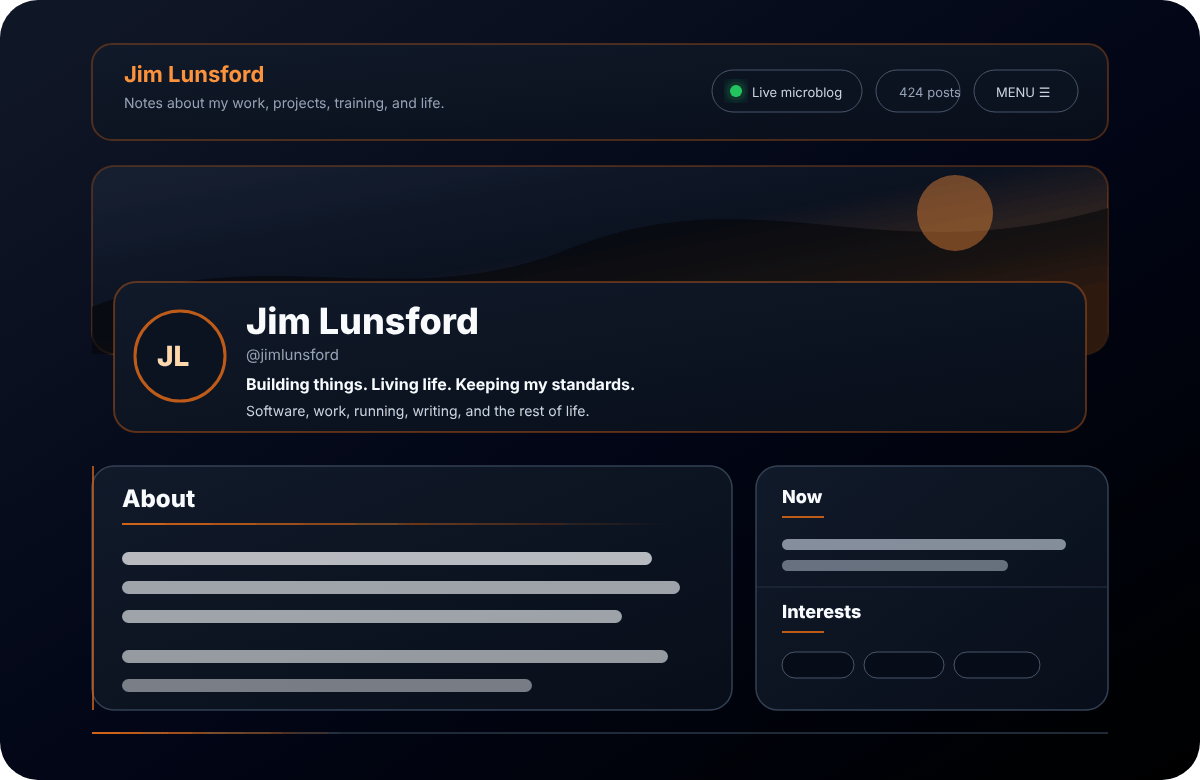 Jim Lunsford
Notes about my work, projects, training, and life.
Live microblog
424 posts
MENU ☰
JL
Jim Lunsford
@jimlunsford
Building things. Living life. Keeping my standards.
Software, work, running, writing, and the rest of life.
About
Now
Interests